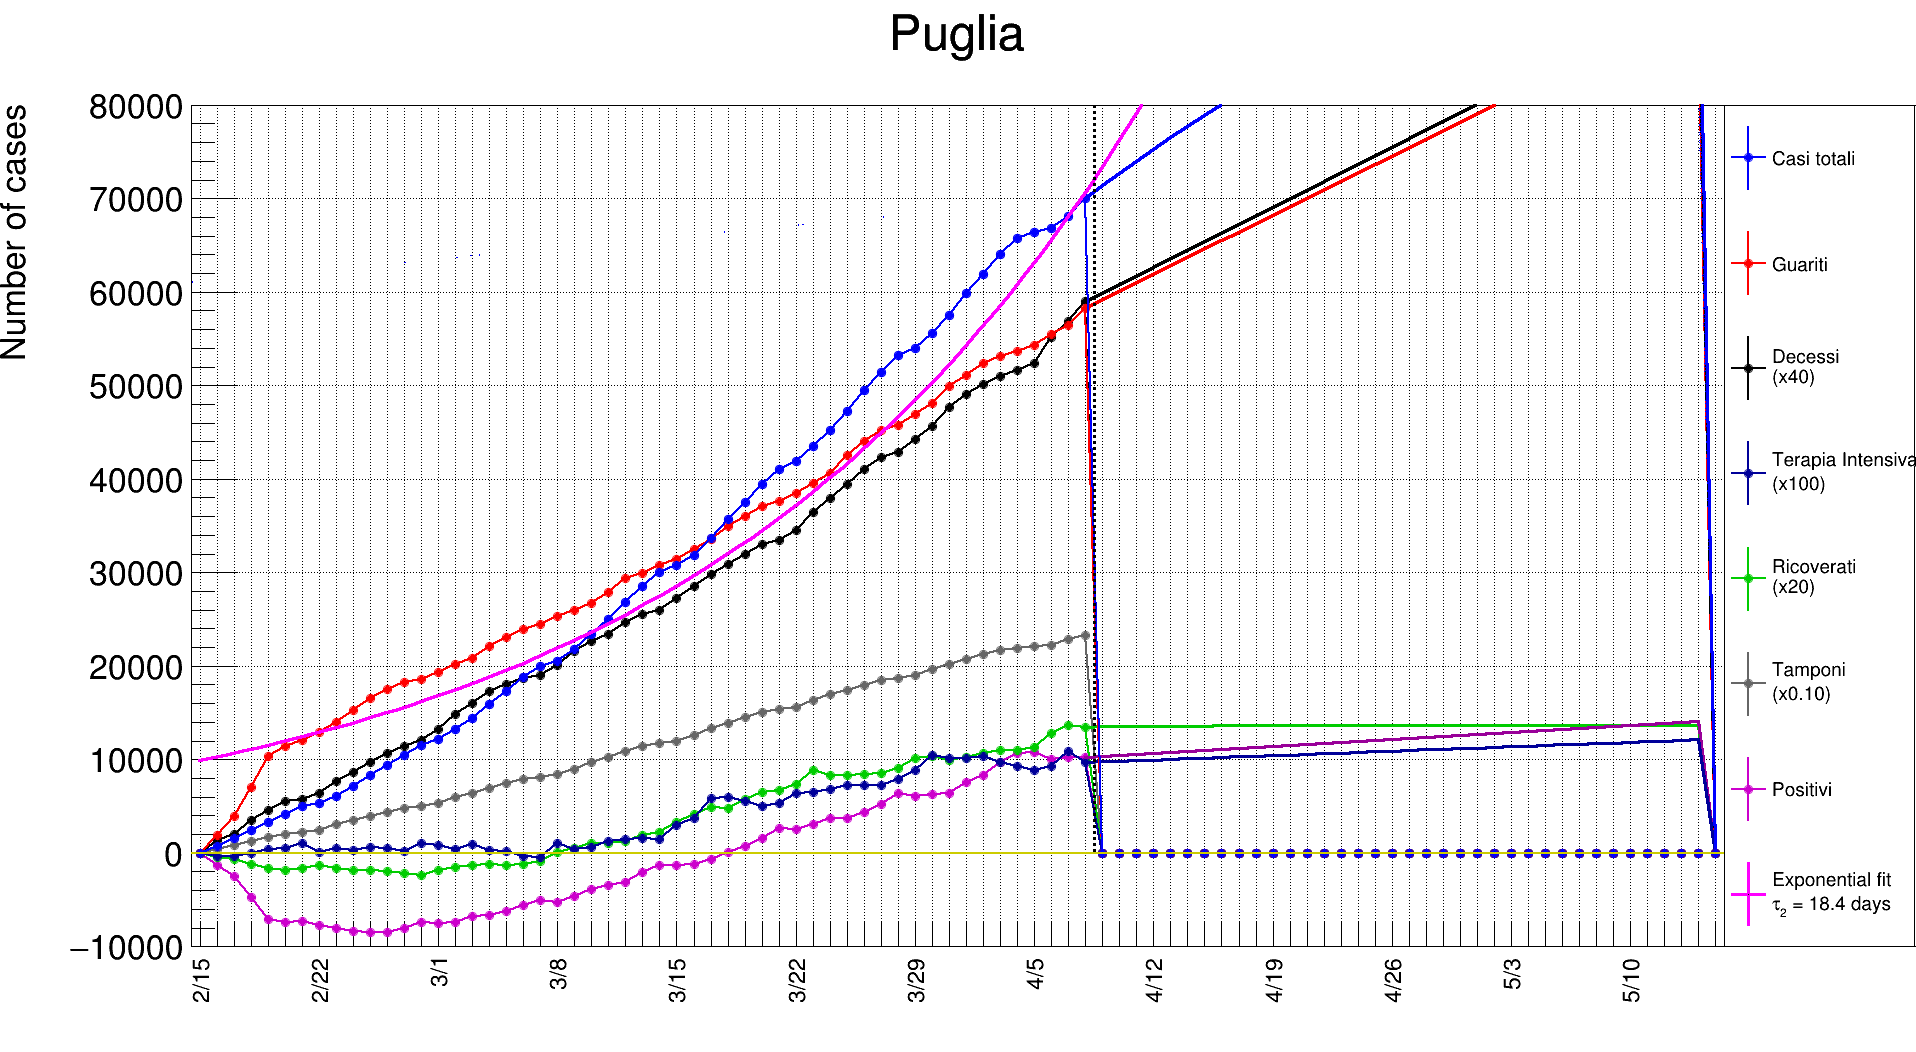 Puglia
Number of cases
80000
70000
60000
50000
40000
30000
20000
10000
0
−10000
2/15
2/22
3/1
3/8
3/15
3/22
3/29
4/5
4/12
4/19
4/26
5/3
5/10
Casi totali
Guariti
Decessi
(x40)
Terapia Intensiva
(x100)
Ricoverati
(x20)
Tamponi
(x0.10)
Positivi
Exponential fit
τ2 = 18.4 days